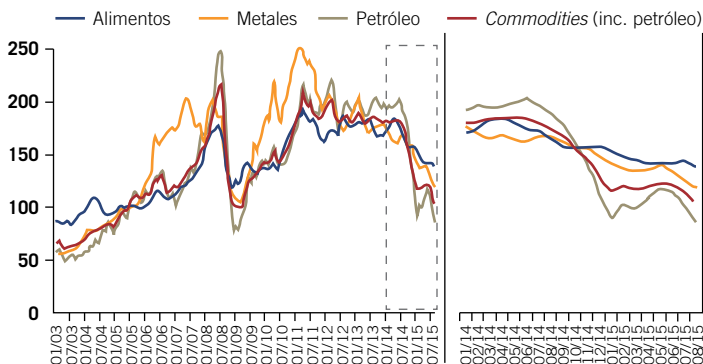 Alimentos Metales Petróleo Commodities (inc. petróleo)
250
200
150
100
50
0
01/03 07/03 01/04 07/04 01/05 07/05 01/06 07/06 01/07 07/07 01/08 07/08 01/09 07/09 01/10 07/10 01/11 07/11 01/12 07/12 01/13 07/13 01/14 07/14 01/15 07/15
01/14 02/14 03/14 04/14 05/14 06/14 07/14 08/14 09/14 10/14 11/14 12/14 01/15 02/15 03/15 04/15 05/15 06/15 07/15 08/15